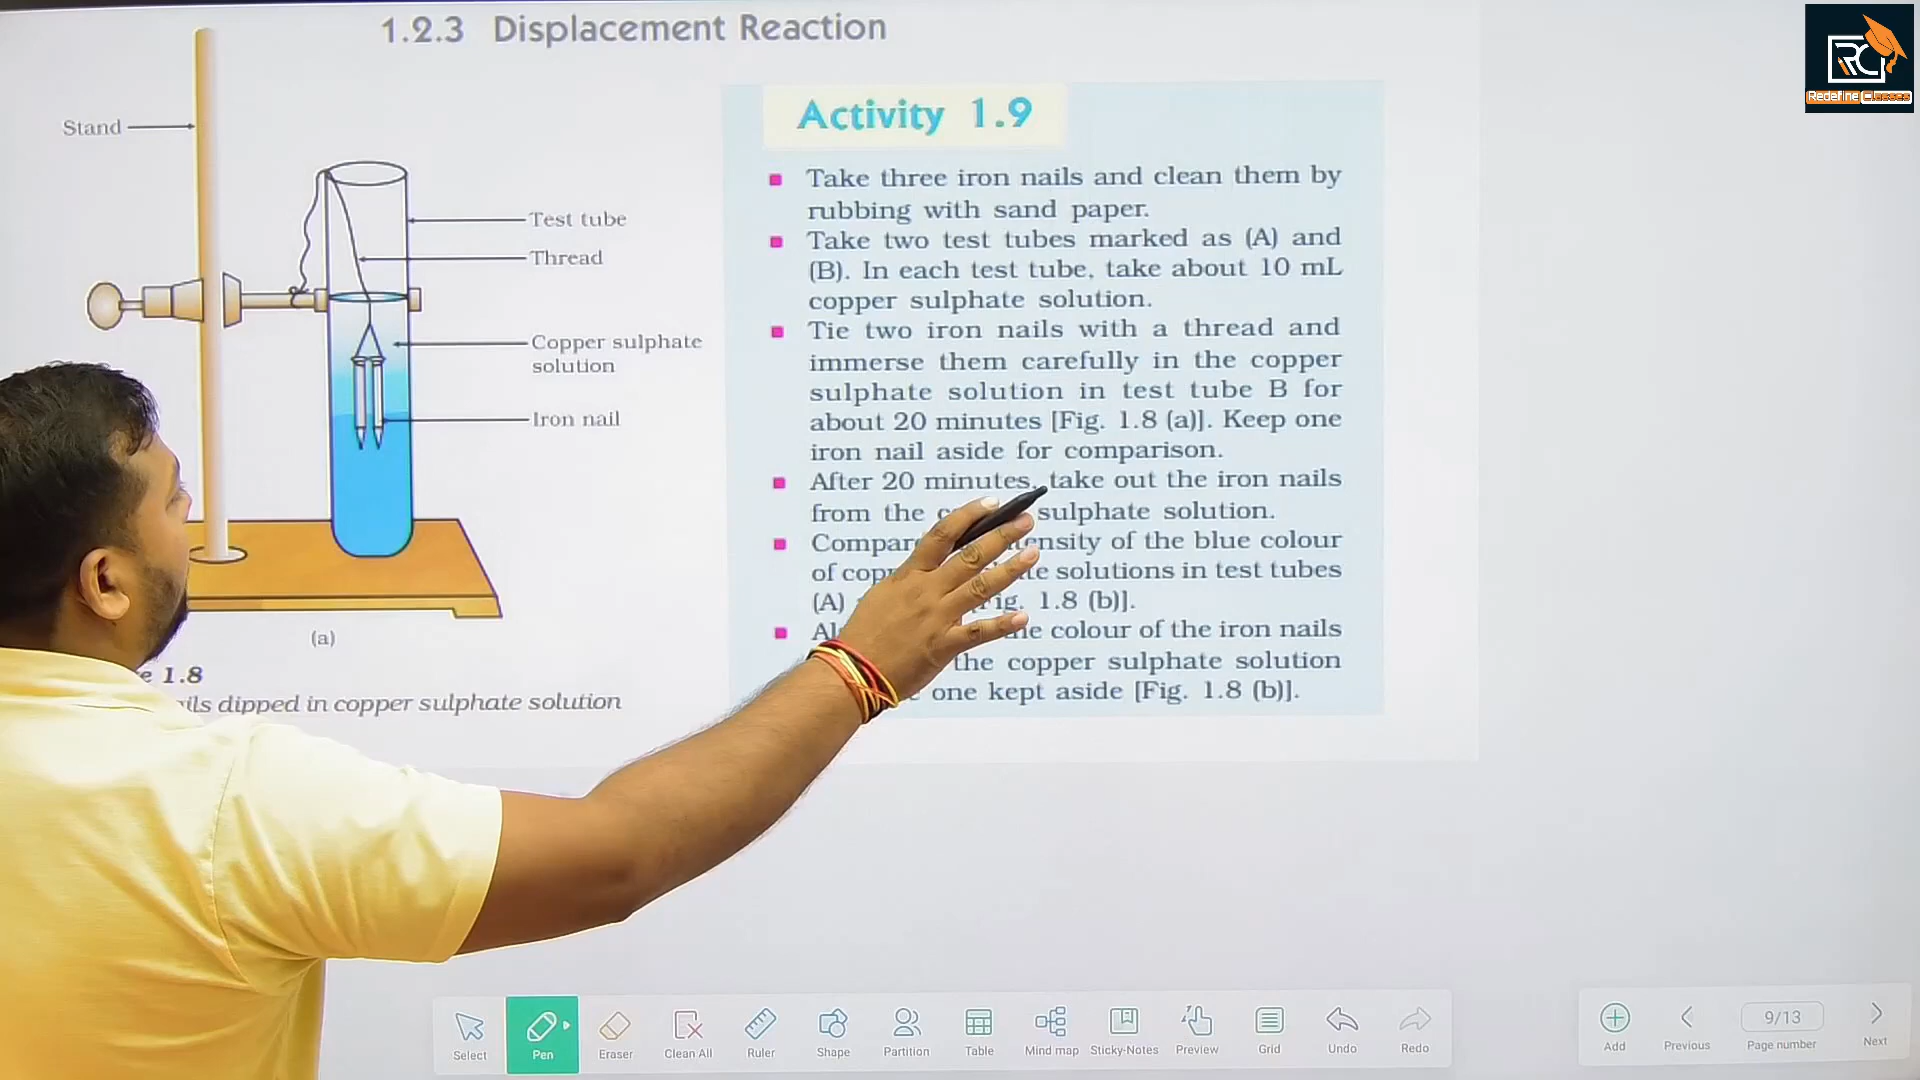 1.2.3 Displacement Reaction
RC
Redefine Classes
Stand
Test tube
Thread
Copper sulphate
solution
Iron nail
(a)
1.8
dipped in copper sulphate solution
Activity 1.9
Take three iron nails and clean them by
rubbing with sand paper.
Take two test tubes marked as (A) and
(B). In each test tube, take about 10 mL
copper sulphate solution.
Tie two iron nails with a thread and
immerse them carefully in the copper
sulphate solution in test tube B for
about 20 minutes [Fig. 1.8 (a)]. Keep one
iron nail aside for comparison.
After 20 minutes, take out the iron nails
from the sulphate solution.
of the blue colour
of solutions in test tubes
(A) 1.8 (b)].
colour of the iron nails
the copper sulphate solution
one kept aside [Fig. 1.8 (b)].
Select
Pen
Eraser
Clean All
Ruler
Shape
Partition
Table
Mind map
Sticky-Notes
Preview
Grid
Undo
Redo
Add
Previous
9/13
Page number
Next